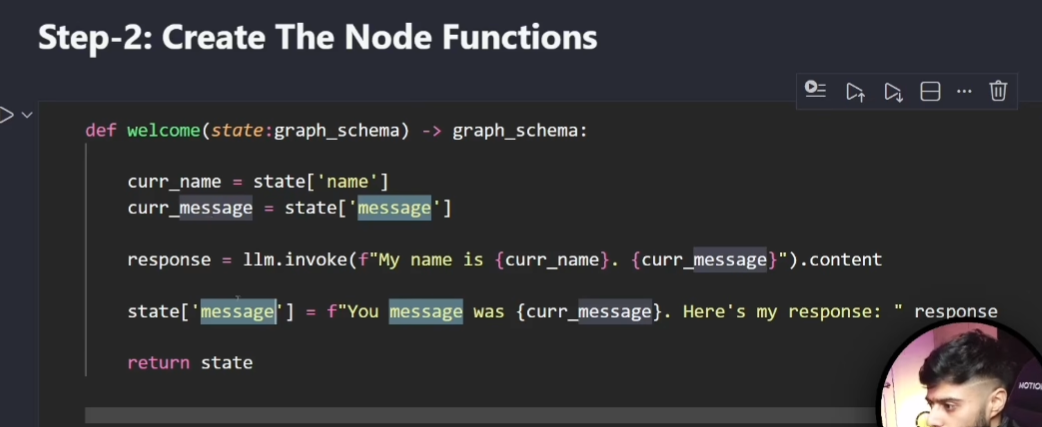 Step-2: Create The Node Functions
def welcome(state:graph_schema) -> graph_schema:
curr_name = state['name']
curr_message = state['message']
response = llm.invoke(f"My name is {curr_name}. {curr_message}").content
state['message'] = f"You message was {curr_message}. Here's my response: " response
return state